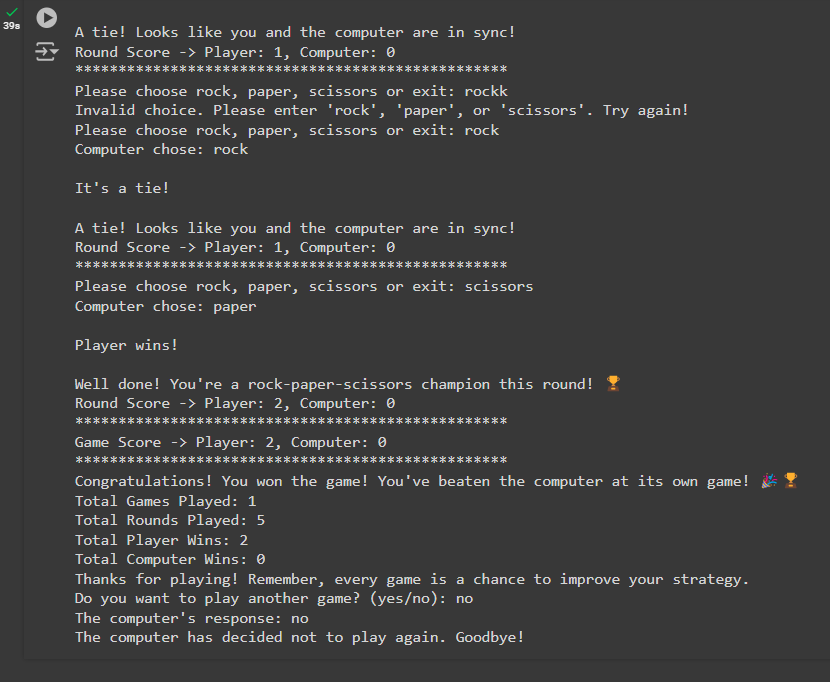 39s
A tie! Looks like you and the computer are in sync!
Round Score -> Player: 1, Computer: 0
**************************************************
Please choose rock, paper, scissors or exit: rockk
Invalid choice. Please enter 'rock', 'paper', or 'scissors'. Try again!
Please choose rock, paper, scissors or exit: rock
Computer chose: rock
It's a tie!
A tie! Looks like you and the computer are in sync!
Round Score -> Player: 1, Computer: 0
**************************************************
Please choose rock, paper, scissors or exit: scissors
Computer chose: paper
Player wins!
Well done! You're a rock-paper-scissors champion this round! 🏆
Round Score -> Player: 2, Computer: 0
**************************************************
Game Score -> Player: 2, Computer: 0
**************************************************
Congratulations! You won the game! You've beaten the computer at its own game! 🎉🏆
Total Games Played: 1
Total Rounds Played: 5
Total Player Wins: 2
Total Computer Wins: 0
Thanks for playing! Remember, every game is a chance to improve your strategy.
Do you want to play another game? (yes/no): no
The computer's response: no
The computer has decided not to play again. Goodbye!